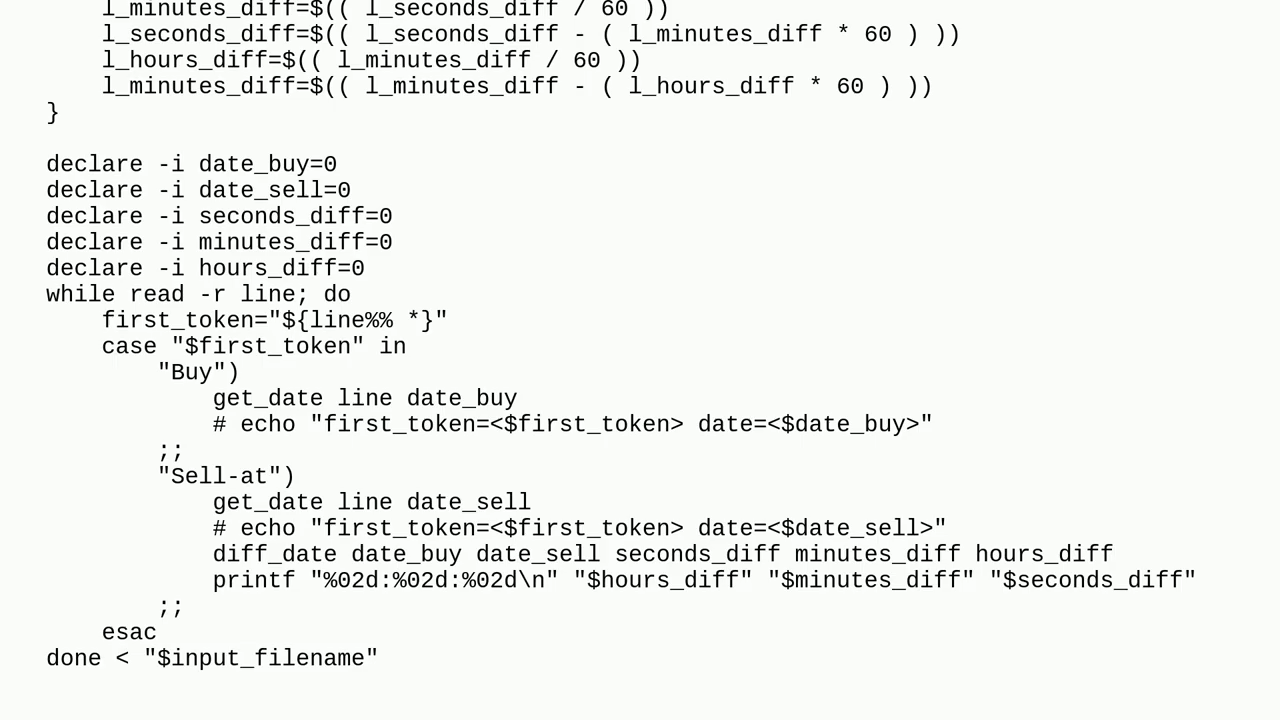 l_minutes_diff=$(( l_seconds_diff / 60 ))
l_seconds_diff=$(( l_seconds_diff - ( l_minutes_diff * 60 ) ))
l_hours_diff=$(( l_minutes_diff / 60 ))
l_minutes_diff=$(( l_minutes_diff - ( l_hours_diff * 60 ) ))
}
declare -i date_buy=0
declare -i date_sell=0
declare -i seconds_diff=0
declare -i minutes_diff=0
declare -i hours_diff=0
while read -r line; do
first_token="${line%% *}"
case "$first_token" in
"Buy")
get_date line date_buy
# echo "first_token=<$first_token> date=<$date_buy>"
;;
"Sell-at")
get_date line date_sell
# echo "first_token=<$first_token> date=<$date_sell>"
diff_date date_buy date_sell seconds_diff minutes_diff hours_diff
printf "%02d:%02d:%02d\n" "$hours_diff" "$minutes_diff" "$seconds_diff"
;;
esac
done < "$input_filename"